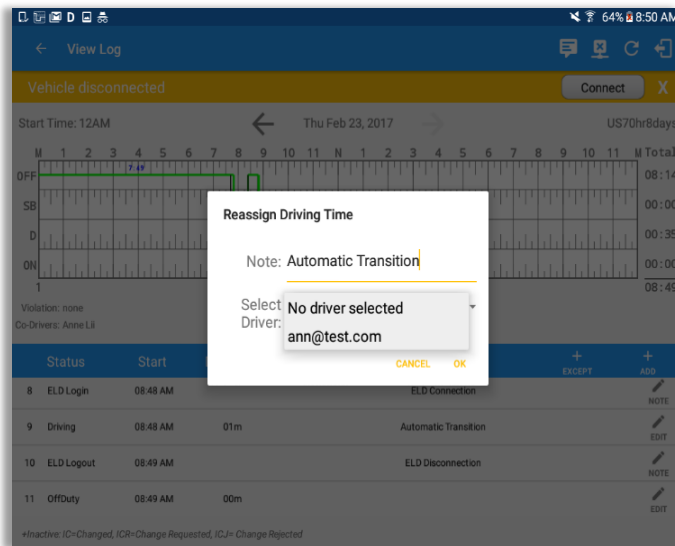 64% 8:50 AM
View Log
Vehicle disconnected
Connect X
Start Time: 12AM Thu Feb 23, 2017 US70hr8days
M 1 2 3 4 5 6 7 8 9 10 11 N 1 2 3 4 5 6 7 8 9 10 11 M Total
7:49
OFF 08:14
SB 00:00
D 00:35
ON 00:00
1 08:49
Violation: none
Co-Drivers: Anne Lii
Reassign Driving Time
Note: Automatic Transition
Select Driver:
No driver selected
ann@test.com
CANCEL OK
Status Start + EXCEPT + ADD
8 ELD Login 08:48 AM ELD Connection NOTE
9 Driving 08:48 AM 01m Automatic Transition EDIT
10 ELD Logout 08:49 AM ELD Disconnection NOTE
11 OffDuty 08:49 AM 00m EDIT
+Inactive: IC=Changed, ICR=Change Requested, ICJ= Change Rejected